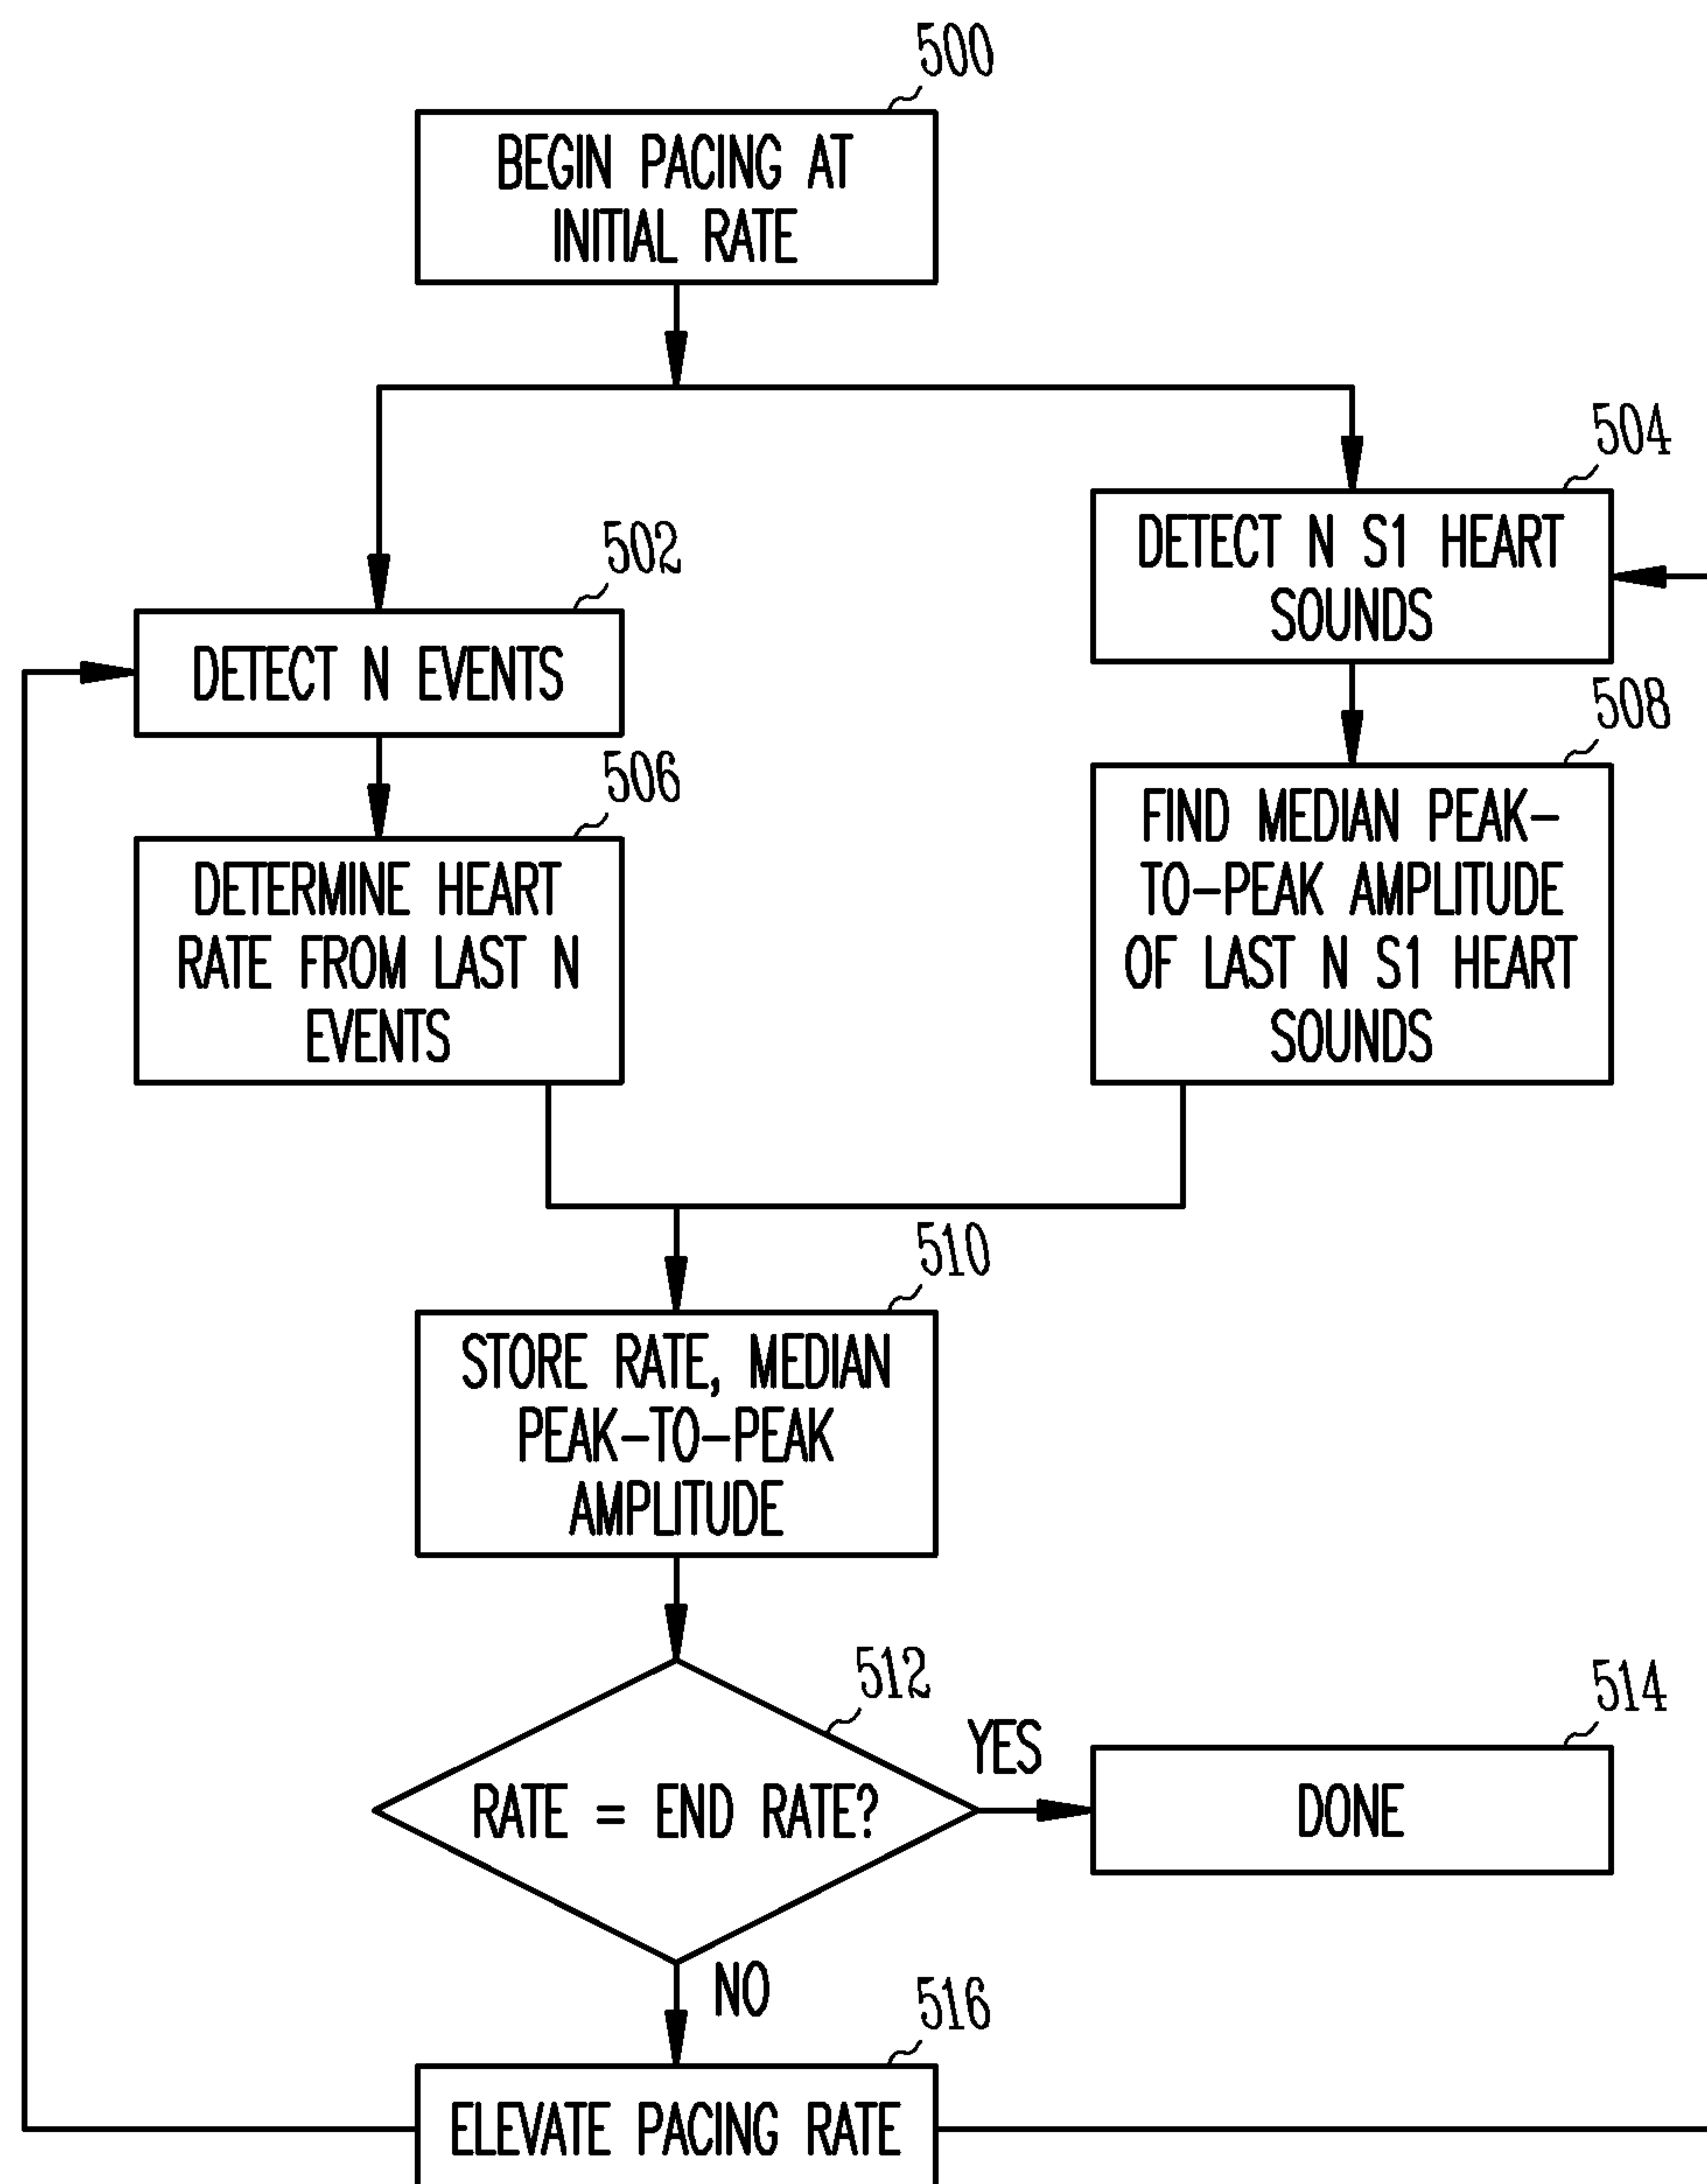 500
BEGIN PACING AT
INITIAL RATE
504
DETECT N S1 HEART
SOUNDS
502
DETECT N EVENTS
508
FIND MEDIAN PEAK-
TO-PEAK AMPLITUDE
OF LAST N S1 HEART
SOUNDS
506
DETERMINE HEART
RATE FROM LAST N
EVENTS
510
STORE RATE, MEDIAN
PEAK-TO-PEAK
AMPLITUDE
512
RATE = END RATE?
YES
514
DONE
NO
516
ELEVATE PACING RATE